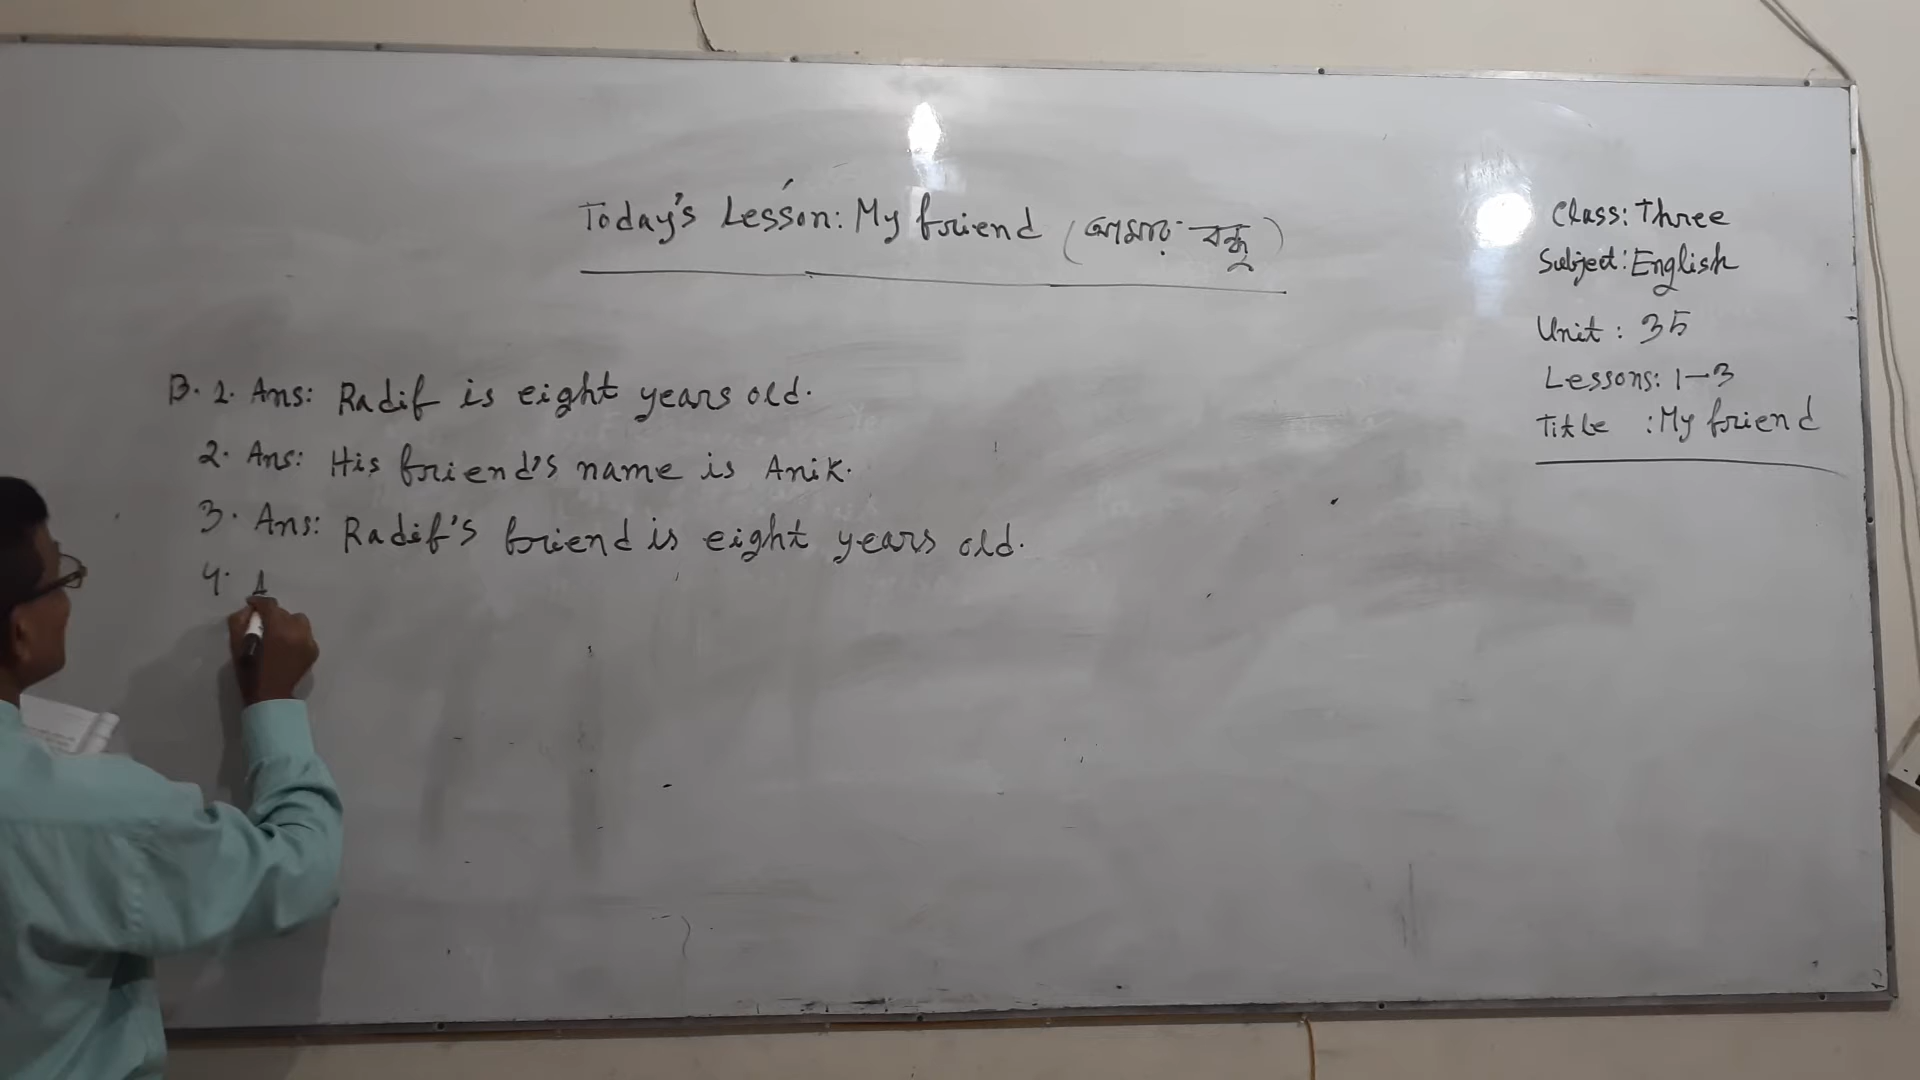 Today's Lesson: My friend (আমার বন্ধু)
Class: Three
Subject: English
Unit : 35
Lessons: 1-3
Title : My friend
B. 1. Ans: Radif is eight years old.
2. Ans: His friend's name is Anik.
3. Ans: Radif's friend is eight years old.
4. A